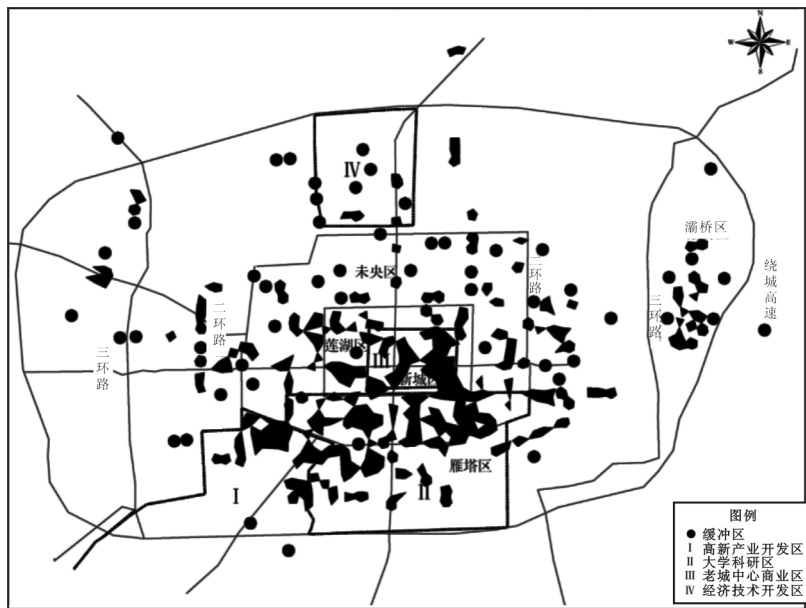 N
W E
S
IV
灞桥区
未央区
二环路
绕城高速
二环路
三环路
莲湖区
III
三环路
新城区
雁塔区
I
II
图例
缓冲区
I 高新产业开发区
II 大学科研区
III 老城中心商业区
IV 经济技术开发区